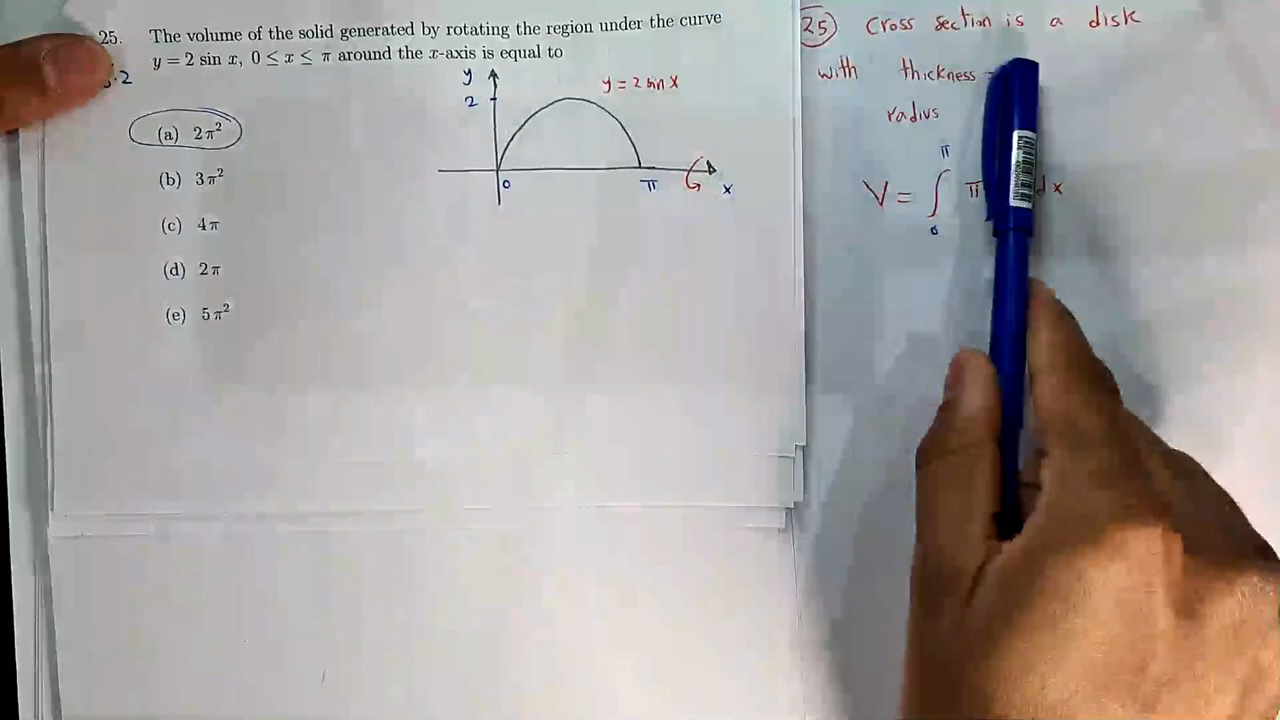 25. The volume of the solid generated by rotating the region under the curve
y = 2 sin x, 0 ≤ x ≤ π around the x-axis is equal to
.2
(a) 2π²
(b) 3π²
(c) 4π
(d) 2π
(e) 5π²
y
2
y = 2 sin x
0
π
x
25 Cross section is a disk
with thickness
radius
π
V = ∫ π dx
0